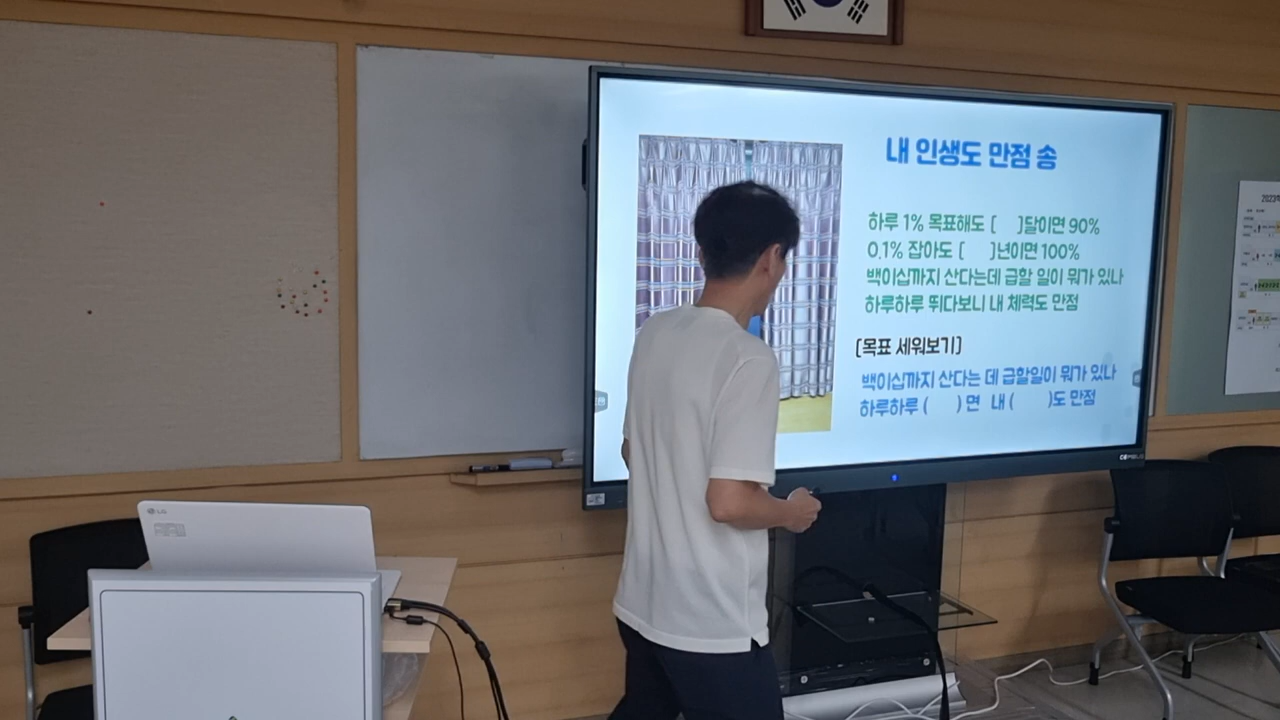 내 인생도 만점 송
하루 1% 목표해도 [ ]달이면 90%
0.1% 잡아도 [ ]년이면 100%
백이십까지 산다는데 급할 일이 뭐가 있나
하루하루 뛰다보니 내 체력도 만점
[목표 세워보기]
백이십까지 산다는 데 급할일이 뭐가 있나
하루하루 ( ) 면 내 ( )도 만점
LG